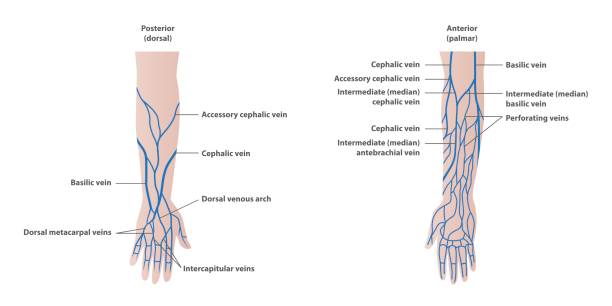 Posterior
(dorsal)
Accessory cephalic vein
Cephalic vein
Basilic vein
Dorsal venous arch
Dorsal metacarpal veins
Intercapitular veins
Anterior
(palmar)
Cephalic vein
Basilic vein
Accessory cephalic vein
Intermediate (median)
cephalic vein
Intermediate (median)
basilic vein
Perforating veins
Cephalic vein
Intermediate (median)
antebrachial vein